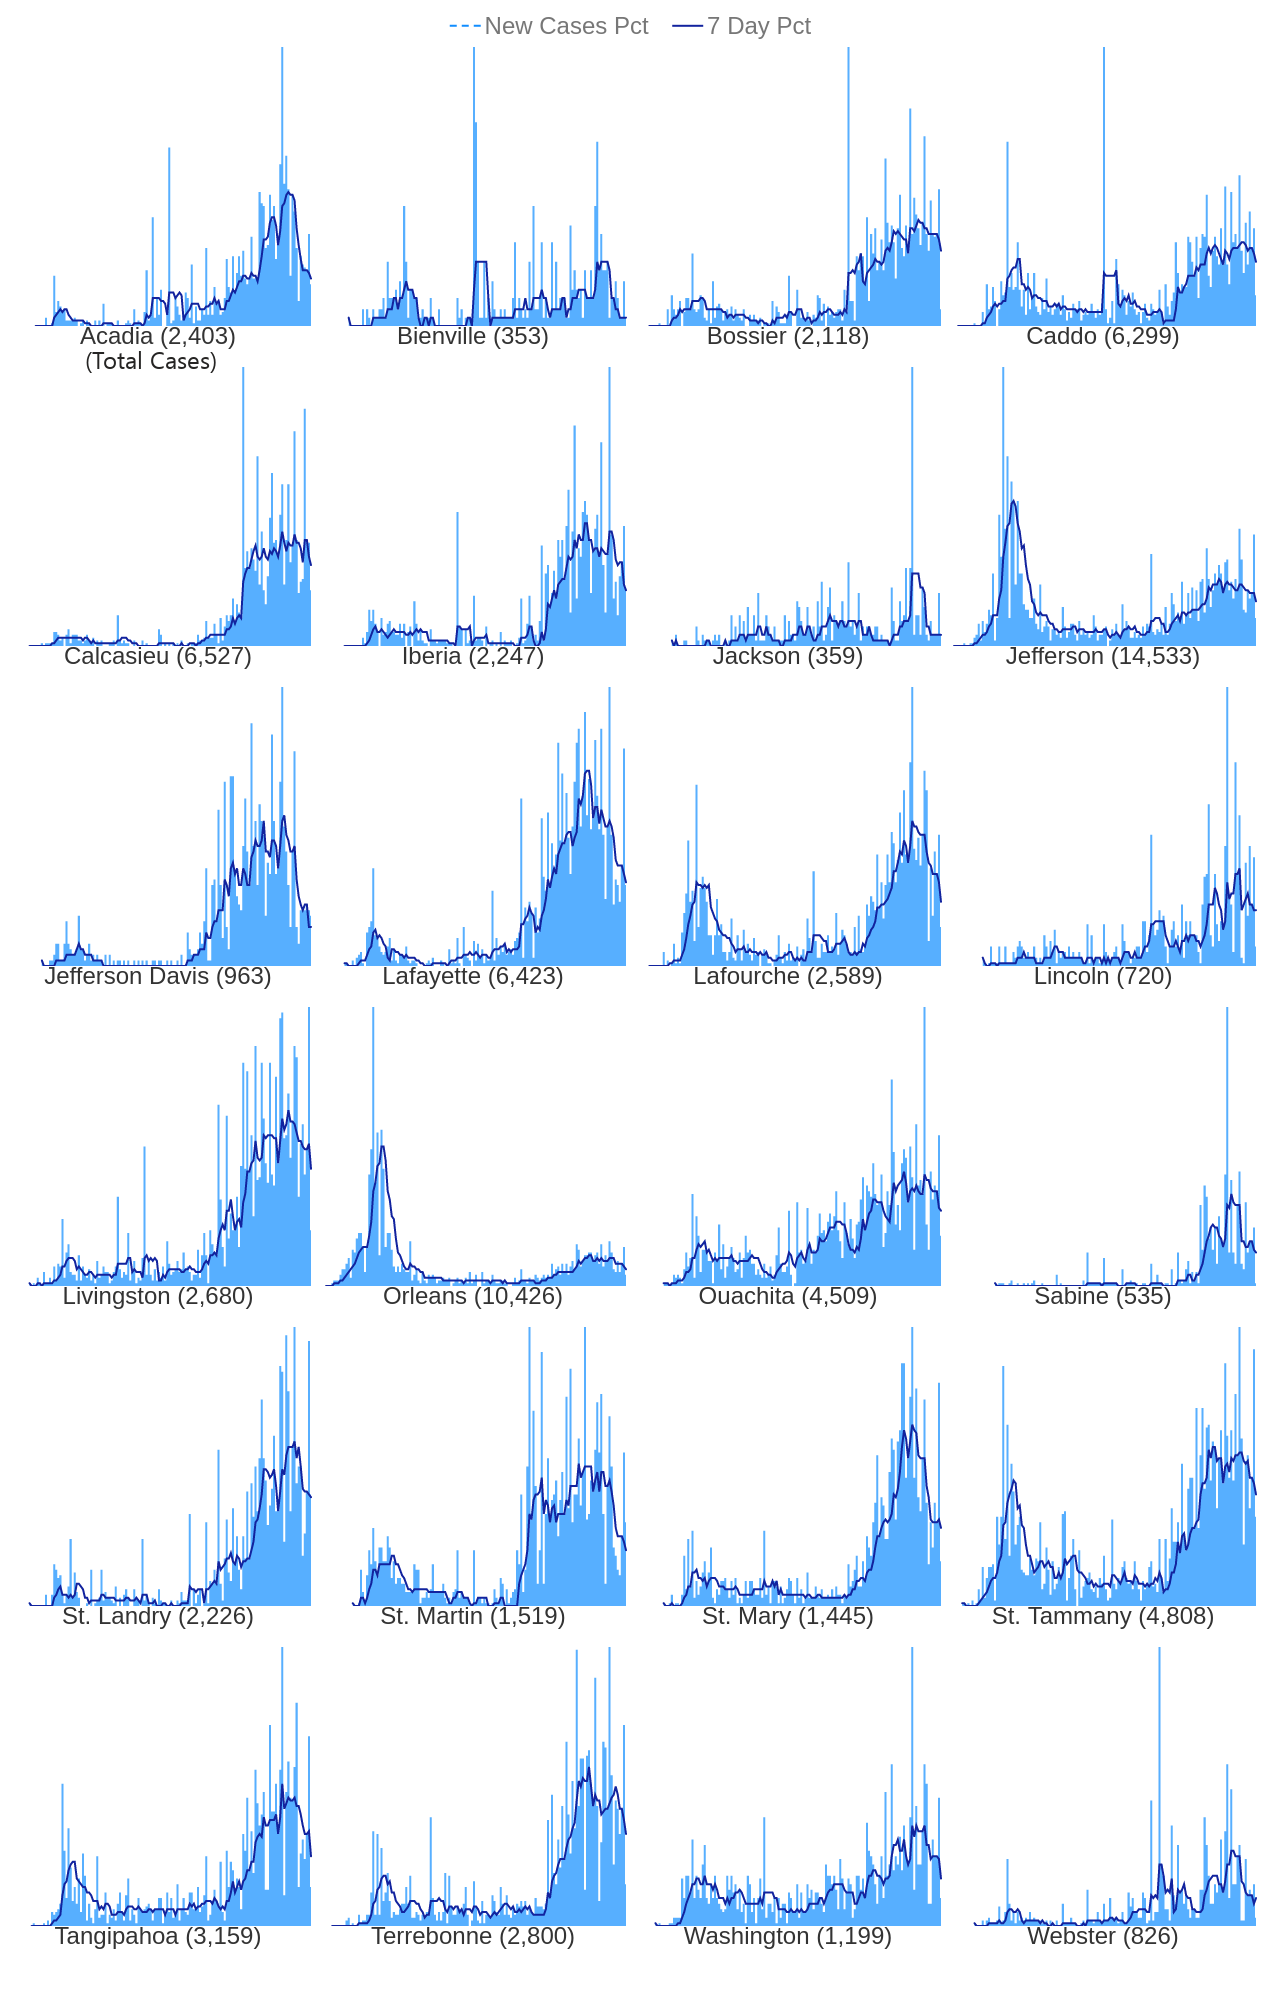 New Cases Pct 7 Day Pct
Acadia (2,403) Bienville (353) Bossier (2,118) Caddo (6,299)
(Total Cases)
Calcasieu (6,527) Iberia (2,247) Jackson (359) Jefferson (14,533)
Jefferson Davis (963) Lafayette (6,423) Lafourche (2,589) Lincoln (720)
Livingston (2,680) Orleans (10,426) Ouachita (4,509) Sabine (535)
St. Landry (2,226) St. Martin (1,519) St. Mary (1,445) St. Tammany (4,808)
Tangipahoa (3,159) Terrebonne (2,800) Washington (1,199) Webster (826)